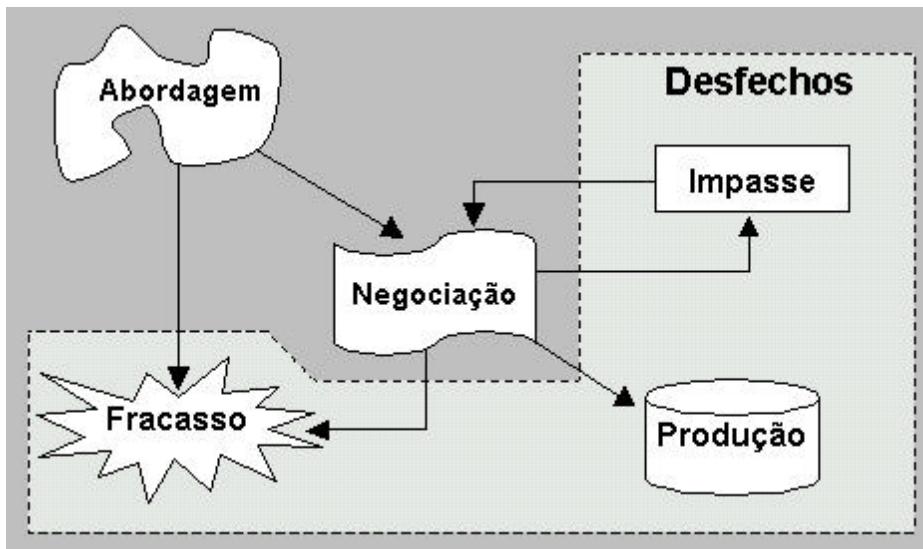 Abordagem
Desfechos
Impasse
Negociação
Fracasso
Produção